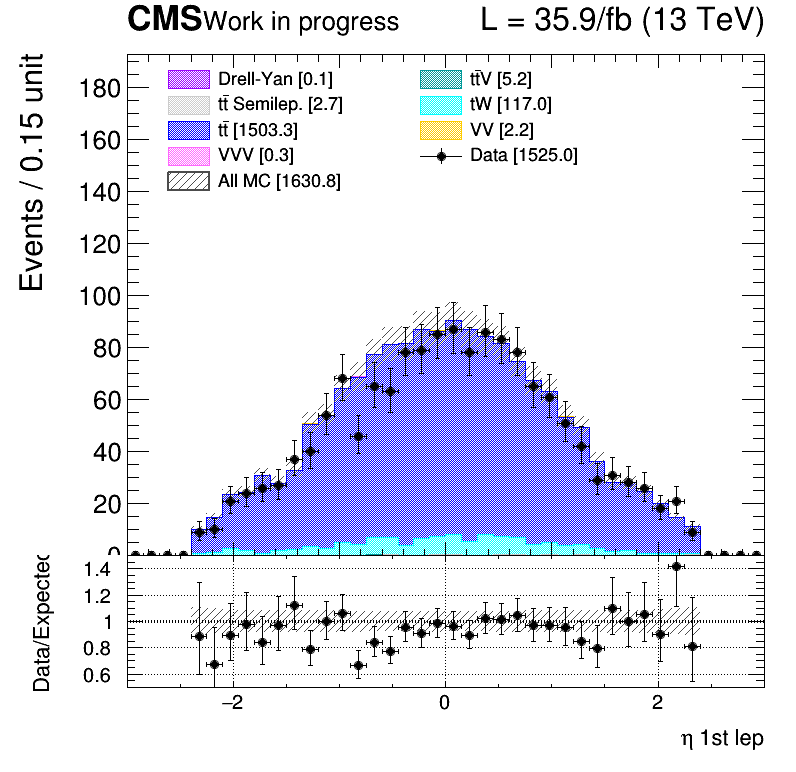 CMS Work in progress L = 35.9/fb (13 TeV)
Events / 0.15 unit
Drell-Yan [0.1]
tt̄ Semilep. [2.7]
tt̄ [1503.3]
VVV [0.3]
All MC [1630.8]
tt̄V [5.2]
tW [117.0]
VV [2.2]
Data [1525.0]
180
160
140
120
100
80
60
40
20
0
Data/Expected
1.4
1.2
1
0.8
0.6
−2 0 2
η 1st lep